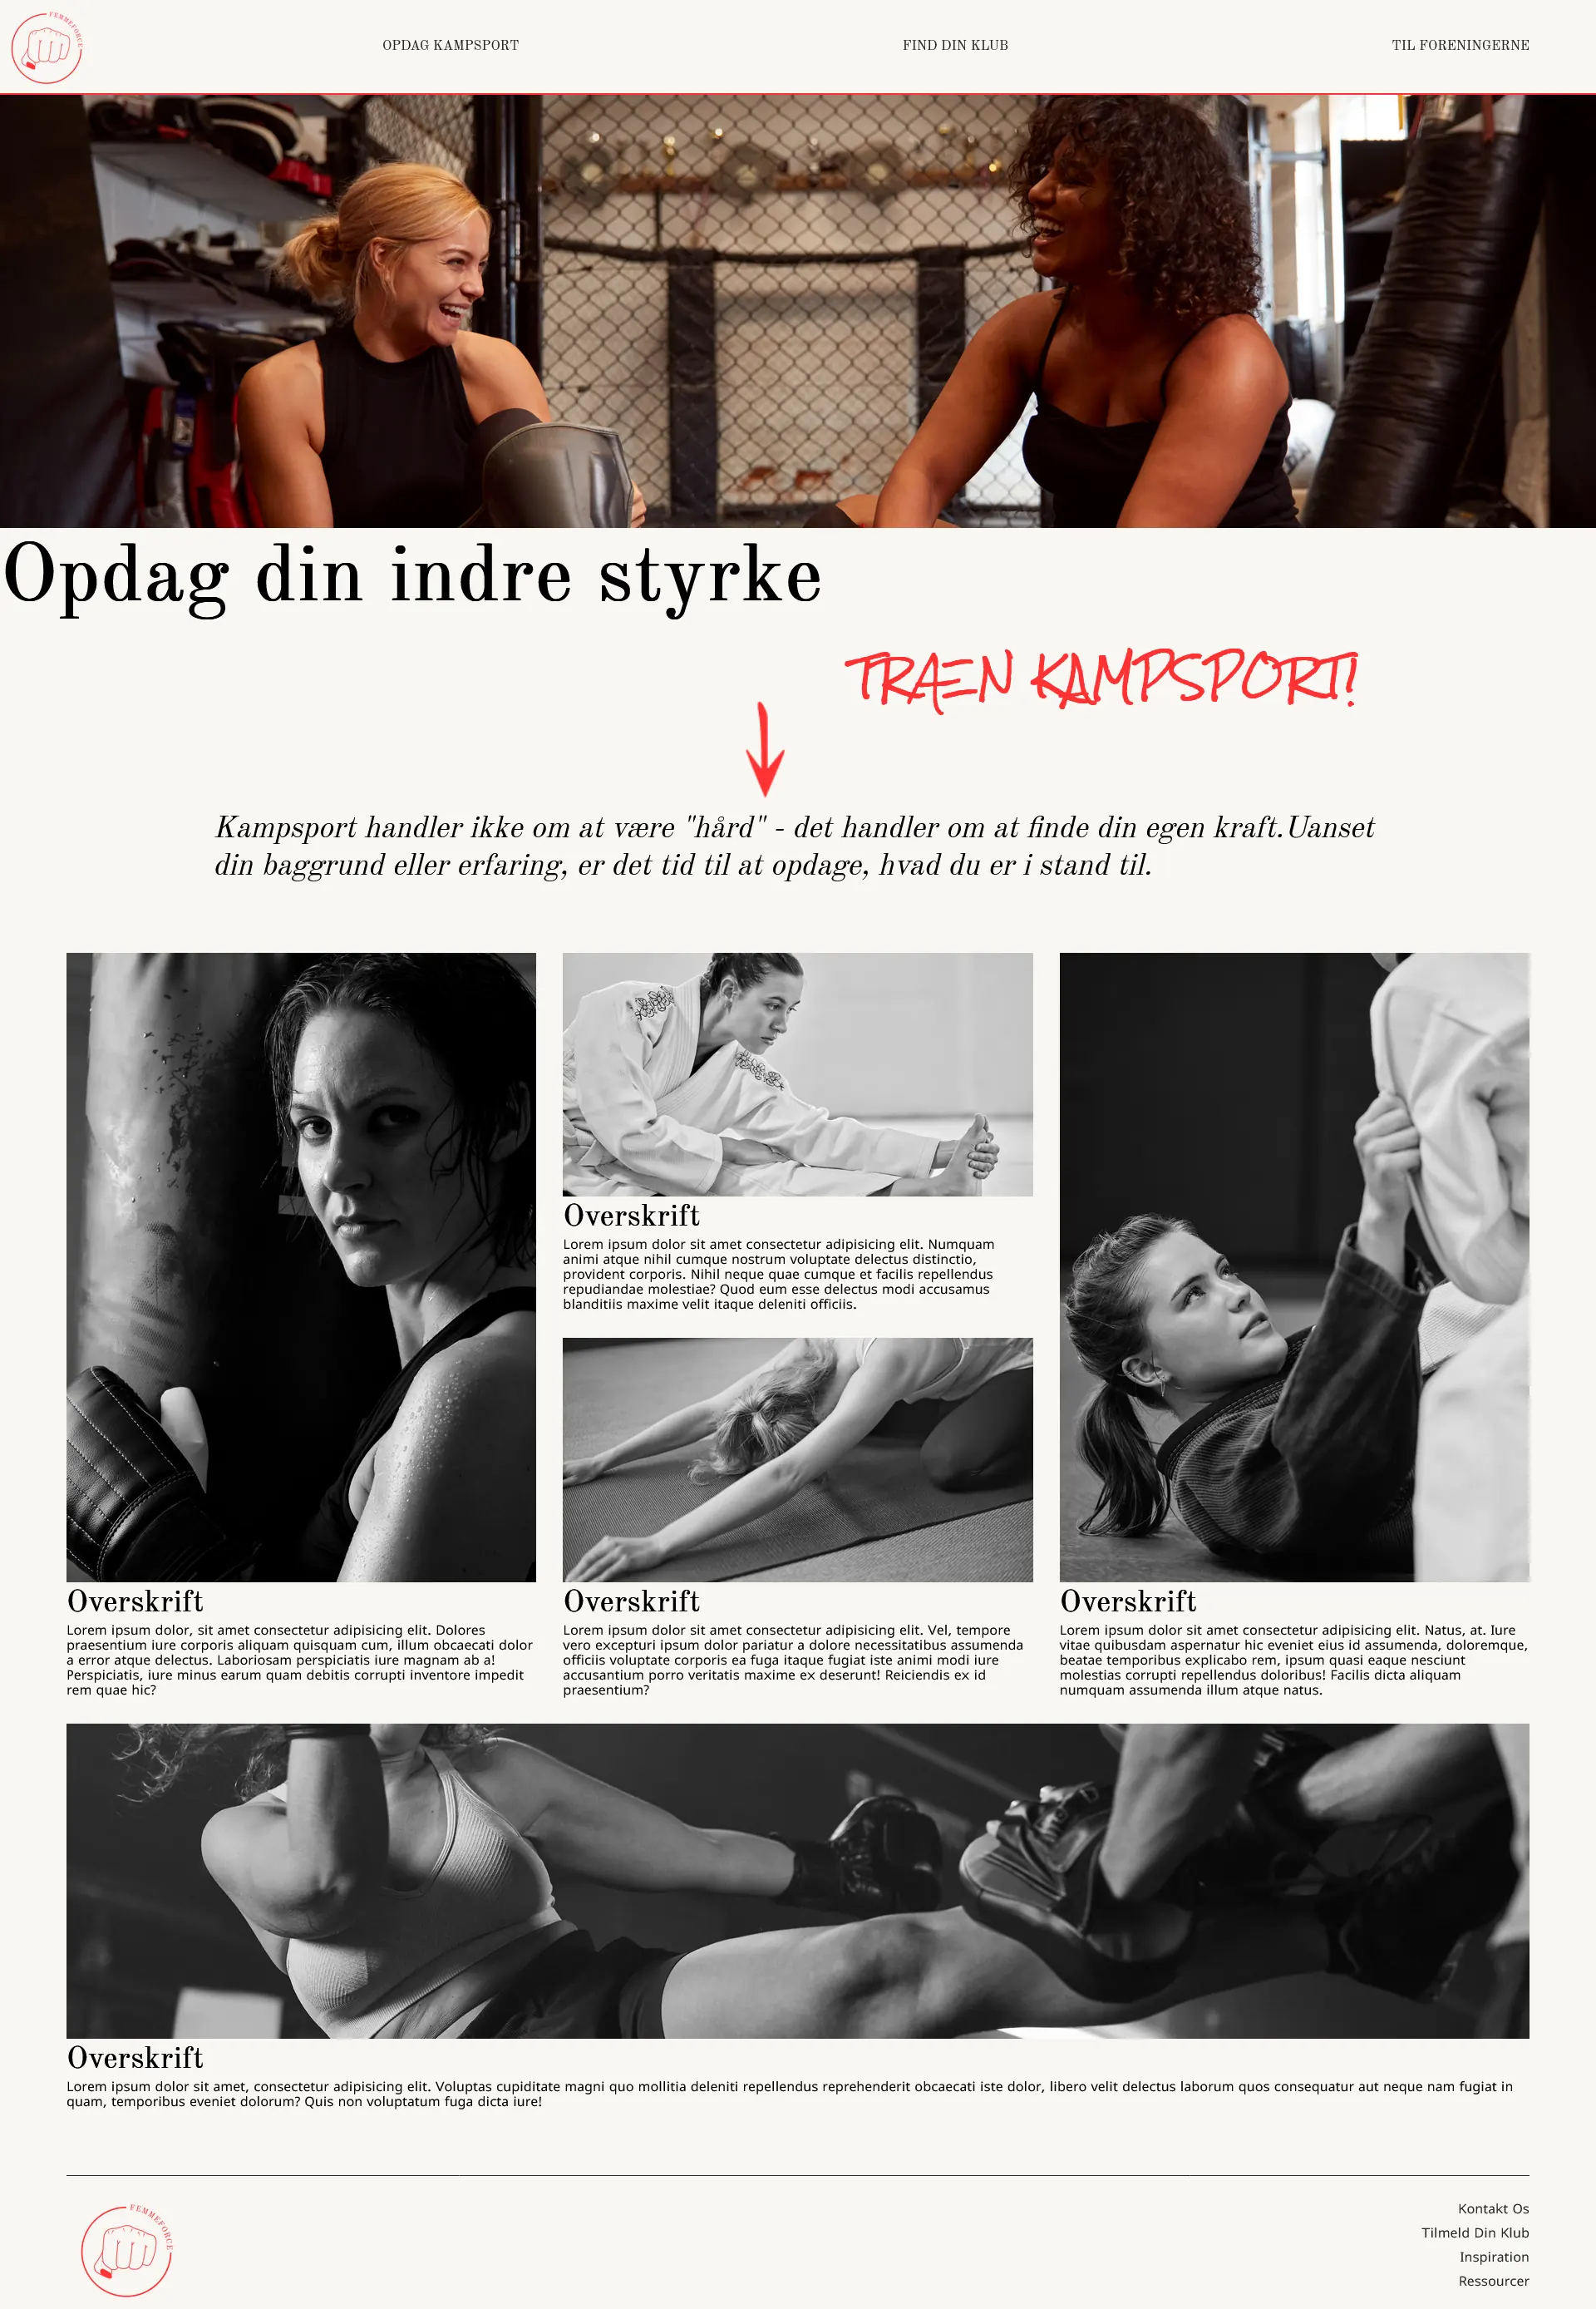 FEMMEFORCE
OPDAG KAMPSPORT
FIND DIN KLUB
TIL FORENINGERNE
Opdag din indre styrke
TRÆN KAMPSPORT!
Kampsport handler ikke om at være "hård" - det handler om at finde din egen kraft.Uanset
din baggrund eller erfaring, er det tid til at opdage, hvad du er i stand til.
Overskrift
Lorem ipsum dolor sit amet consectetur adipisicing elit. Numquam
animi atque nihil cumque nostrum voluptate delectus distinctio,
provident corporis. Nihil neque quae cumque et facilis repellendus
repudiandae molestiae? Quod eum esse delectus modi accusamus
blanditiis maxime velit itaque deleniti officiis.
Overskrift
Lorem ipsum dolor, sit amet consectetur adipisicing elit. Dolores
praesentium iure corporis aliquam quisquam cum, illum obcaecati dolor
a error atque delectus. Laboriosam perspiciatis iure magnam ab a!
Perspiciatis, iure minus earum quam debitis corrupti inventore impedit
rem quae hic?
Overskrift
Lorem ipsum dolor sit amet consectetur adipisicing elit. Vel, tempore
vero excepturi ipsum dolor pariatur a dolore necessitatibus assumenda
officiis voluptate corporis ea fuga itaque fugiat iste animi modi iure
accusantium porro veritatis maxime ex deserunt! Reiciendis ex id
praesentium?
Overskrift
Lorem ipsum dolor sit amet consectetur adipisicing elit. Natus, at. Iure
vitae quibusdam aspernatur hic eveniet eius id assumenda, doloremque,
beatae temporibus explicabo rem, ipsum quasi eaque nesciunt
molestias corrupti repellendus doloribus! Facilis dicta aliquam
numquam assumenda illum atque natus.
Overskrift
Lorem ipsum dolor sit amet, consectetur adipisicing elit. Voluptas cupiditate magni quo mollitia deleniti repellendus reprehenderit obcaecati iste dolor, libero velit delectus laborum quos consequatur aut neque nam fugiat in
quam, temporibus eveniet dolorum? Quis non voluptatum fuga dicta iure!
FEMMEFORCE
Kontakt Os
Tilmeld Din Klub
Inspiration
Ressourcer